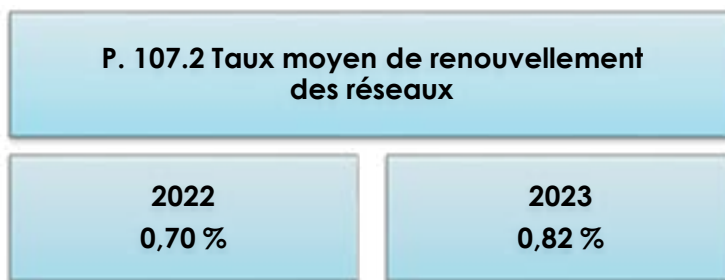 P. 107.2 Taux moyen de renouvellement
des réseaux
2022
0,70 %
2023
0,82 %